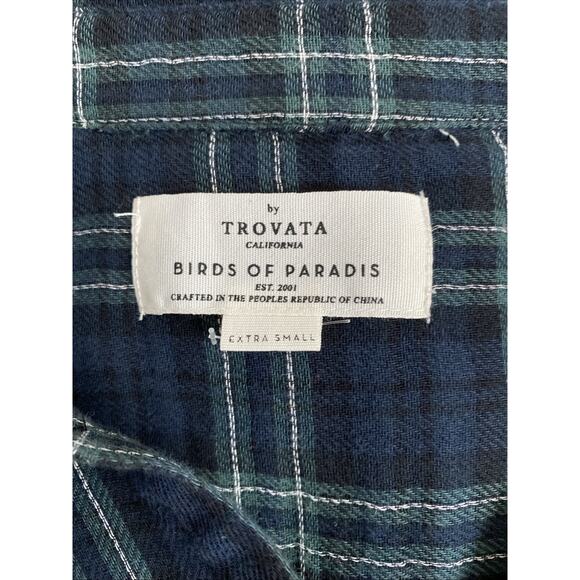 by
TROVATA
CALIFORNIA
BIRDS OF PARADIS
EST. 2001
CRAFTED IN THE PEOPLES REPUBLIC OF CHINA
EXTRA SMALL